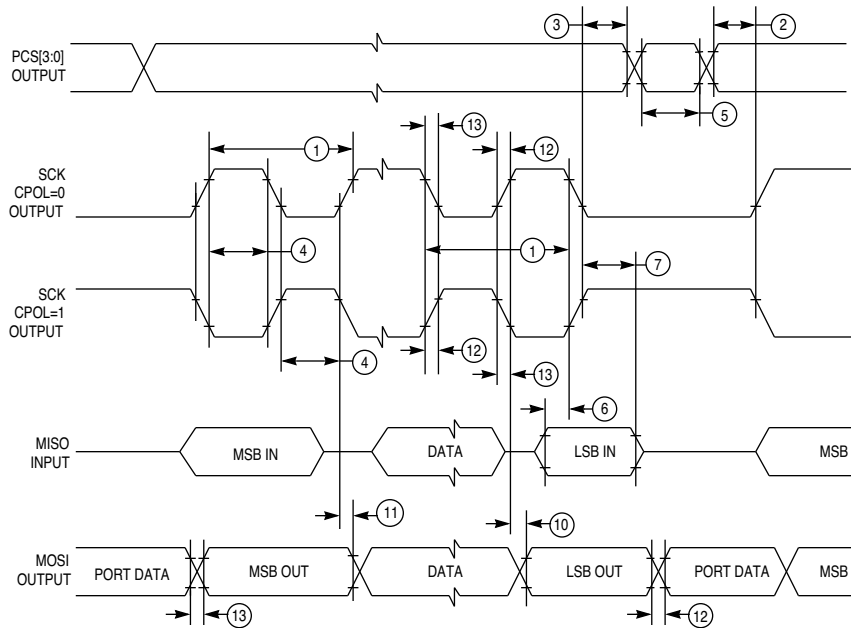 3
2
PCS[3:0]
OUTPUT
5
13
12
1
SCK
CPOL=0
OUTPUT
4
1
7
SCK
CPOL=1
OUTPUT
4
12
13
6
MISO
INPUT
MSB IN
DATA
LSB IN
MSB
11
10
MOSI
OUTPUT
PORT DATA
MSB OUT
DATA
LSB OUT
PORT DATA
MSB
13
12